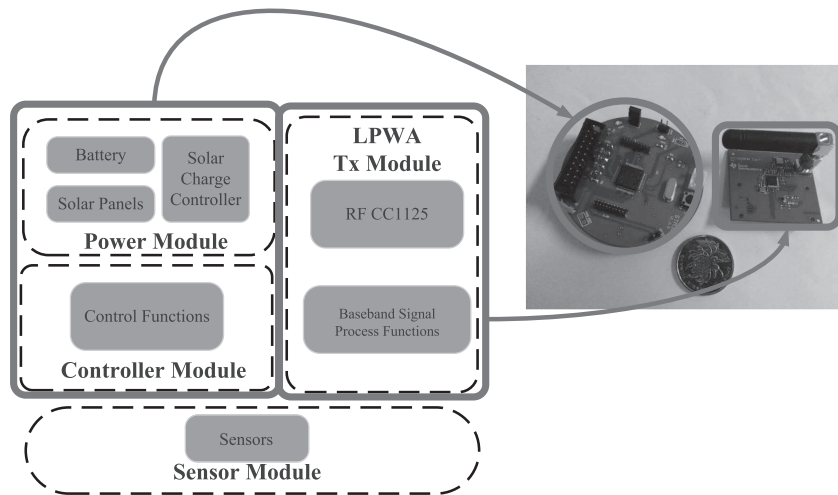 Battery
Solar
Charge
Controller
Solar Panels
Power Module
Control Functions
Controller Module
LPWA
Tx Module
RF CC1125
Baseband Signal
Process Functions
Sensors
Sensor Module